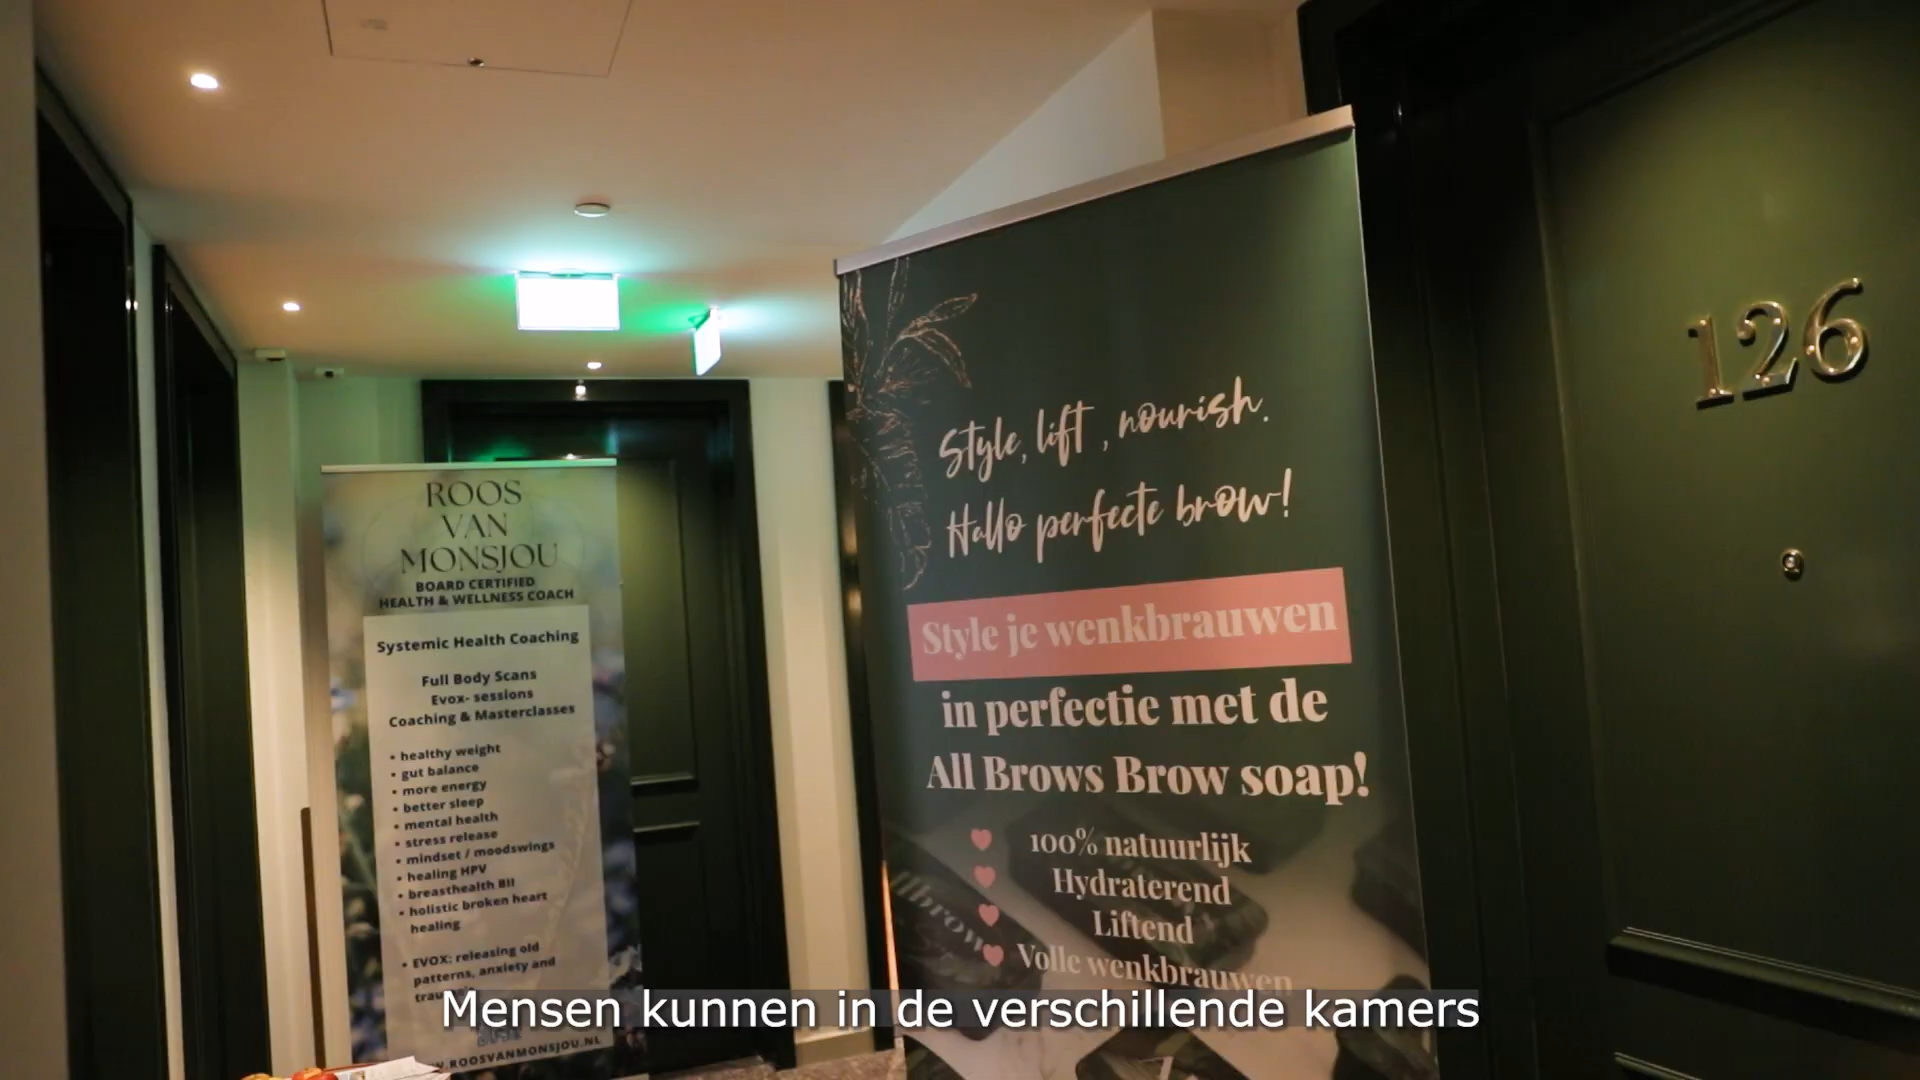 ROOS
VAN
MONSJOU
BOARD CERTIFIED
HEALTH & WELLNESS COACH
Systemic Health Coaching
Full Body Scans
Evox- sessions
Coaching & Masterclasses
• healthy weight
• gut balance
• more energy
• better sleep
• mental health
• stress release
• mindset / moodswings
• healing HPV
• breasthealth BII
• holistic broken heart
healing
• EVOX: releasing old
patterns, anxiety and
.ROOSVANMONSJOU.NL
Style, lift , nourish.
Hallo perfecte brow!
Style je wenkbrauwen
in perfectie met de
All Brows Brow soap!
100% natuurlijk
Hydraterend
Liftend
Volle wenkbrauwen
126
Mensen kunnen in de verschillende kamers